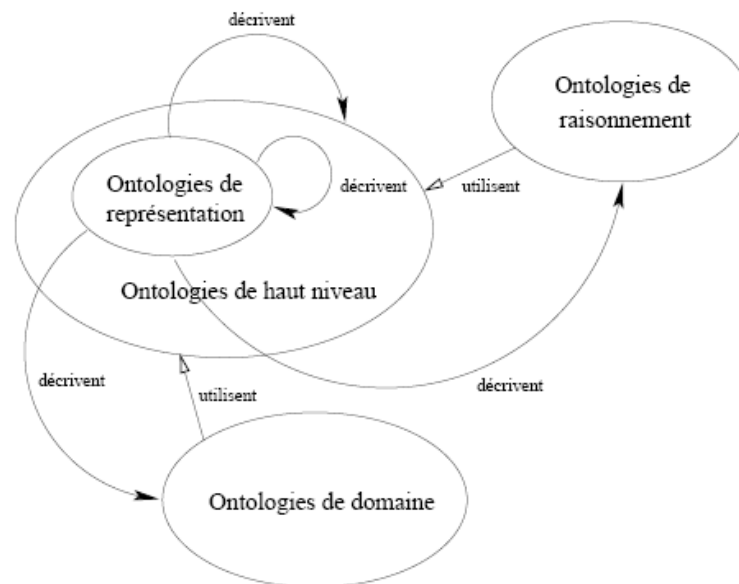 décrivent
Ontologies de
raisonnement
Ontologies de
représentation
décrivent
utilisent
Ontologies de haut niveau
décrivent
utilisent
décrivent
Ontologies de domaine